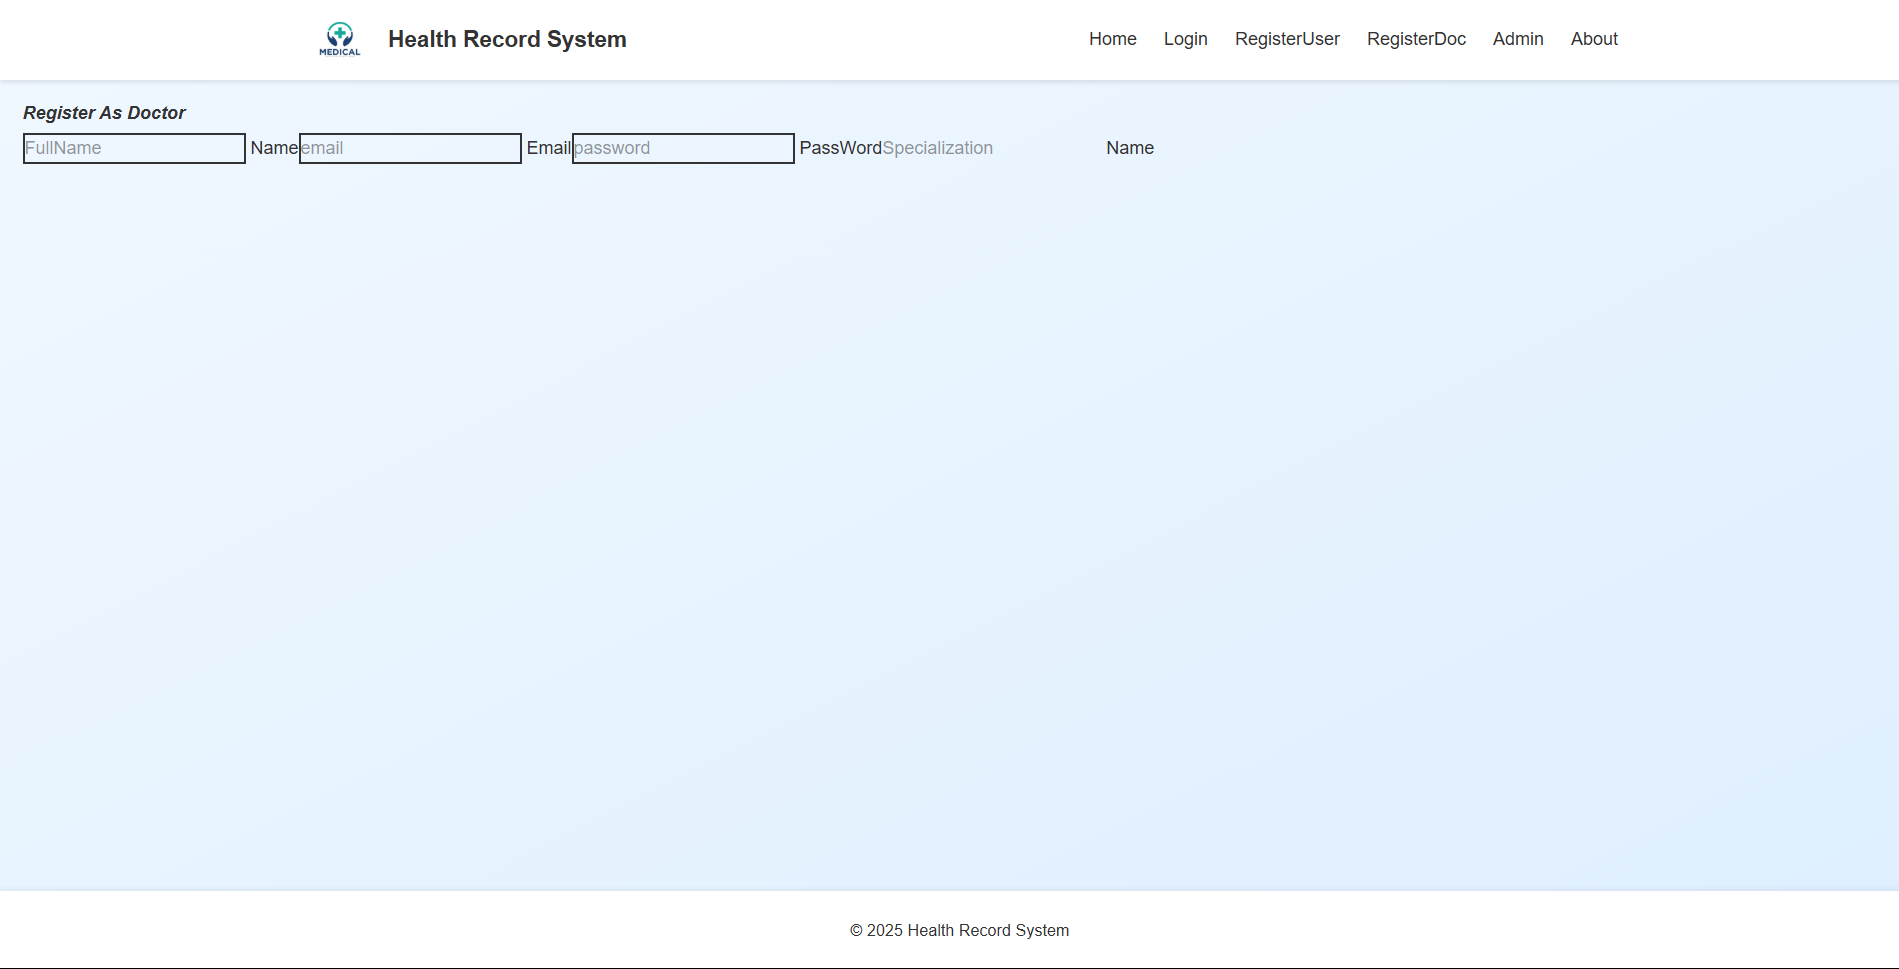 MEDICAL
Health Record System
Home Login RegisterUser RegisterDoc Admin About
Register As Doctor
FullName Name email Email password PassWord Specialization Name
© 2025 Health Record System